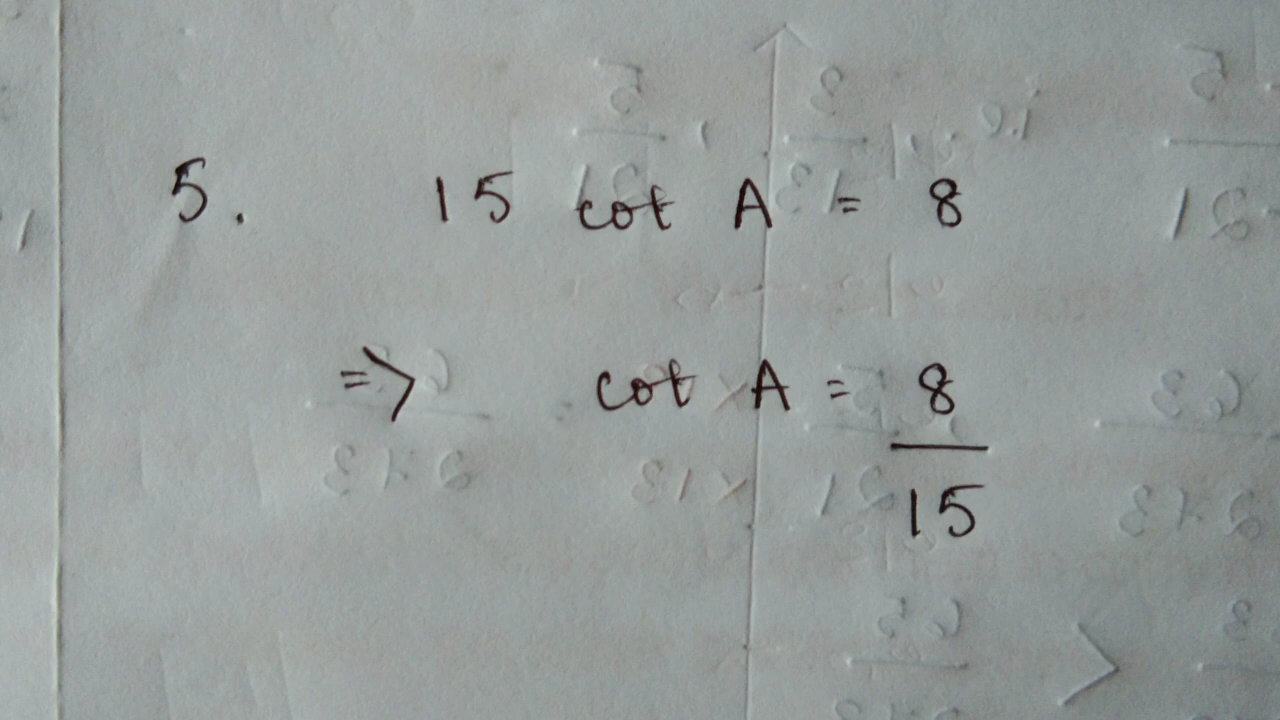 5. 15 cot A = 8
=> cot A = 8
15